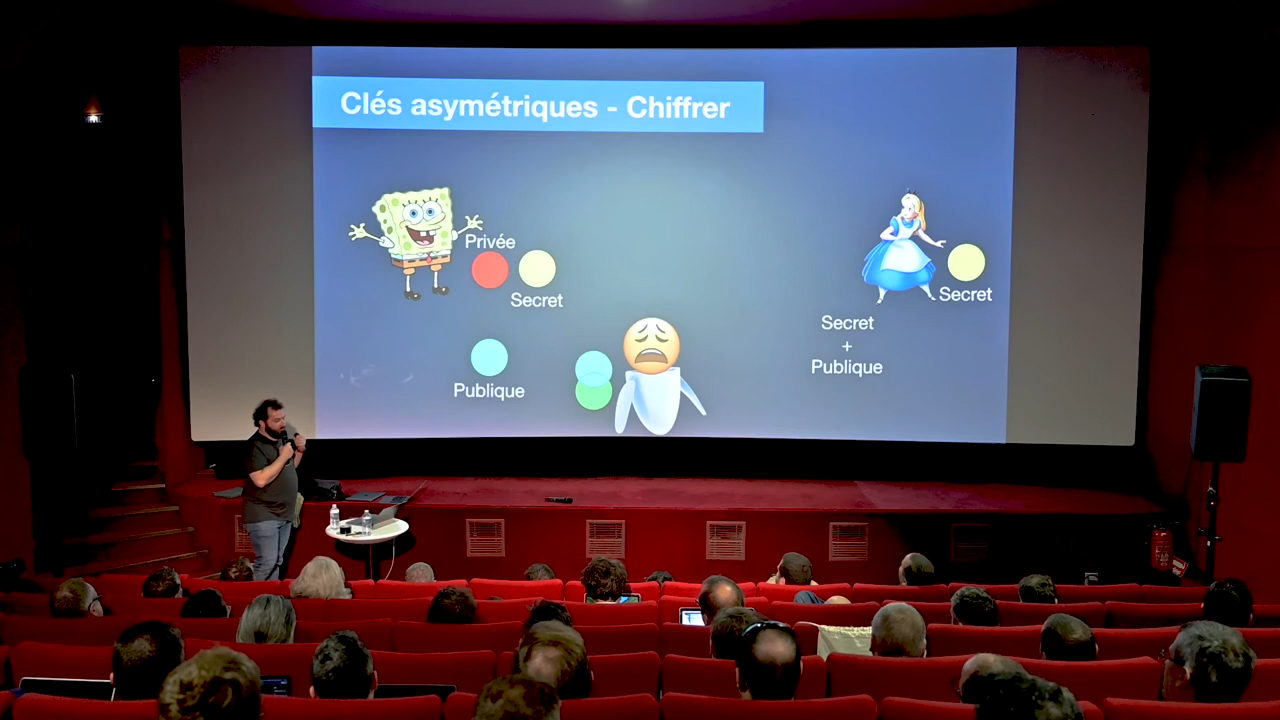 Clés asymétriques - Chiffrer
Privée
Secret
Secret
Secret
+
Publique
Publique